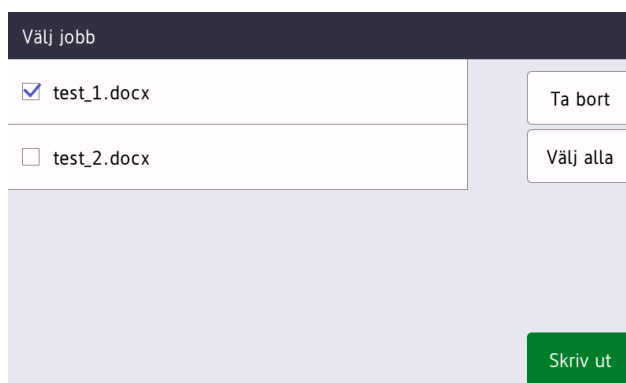 Välj jobb
test_1.docx
Ta bort
test_2.docx
Välj alla
Skriv ut